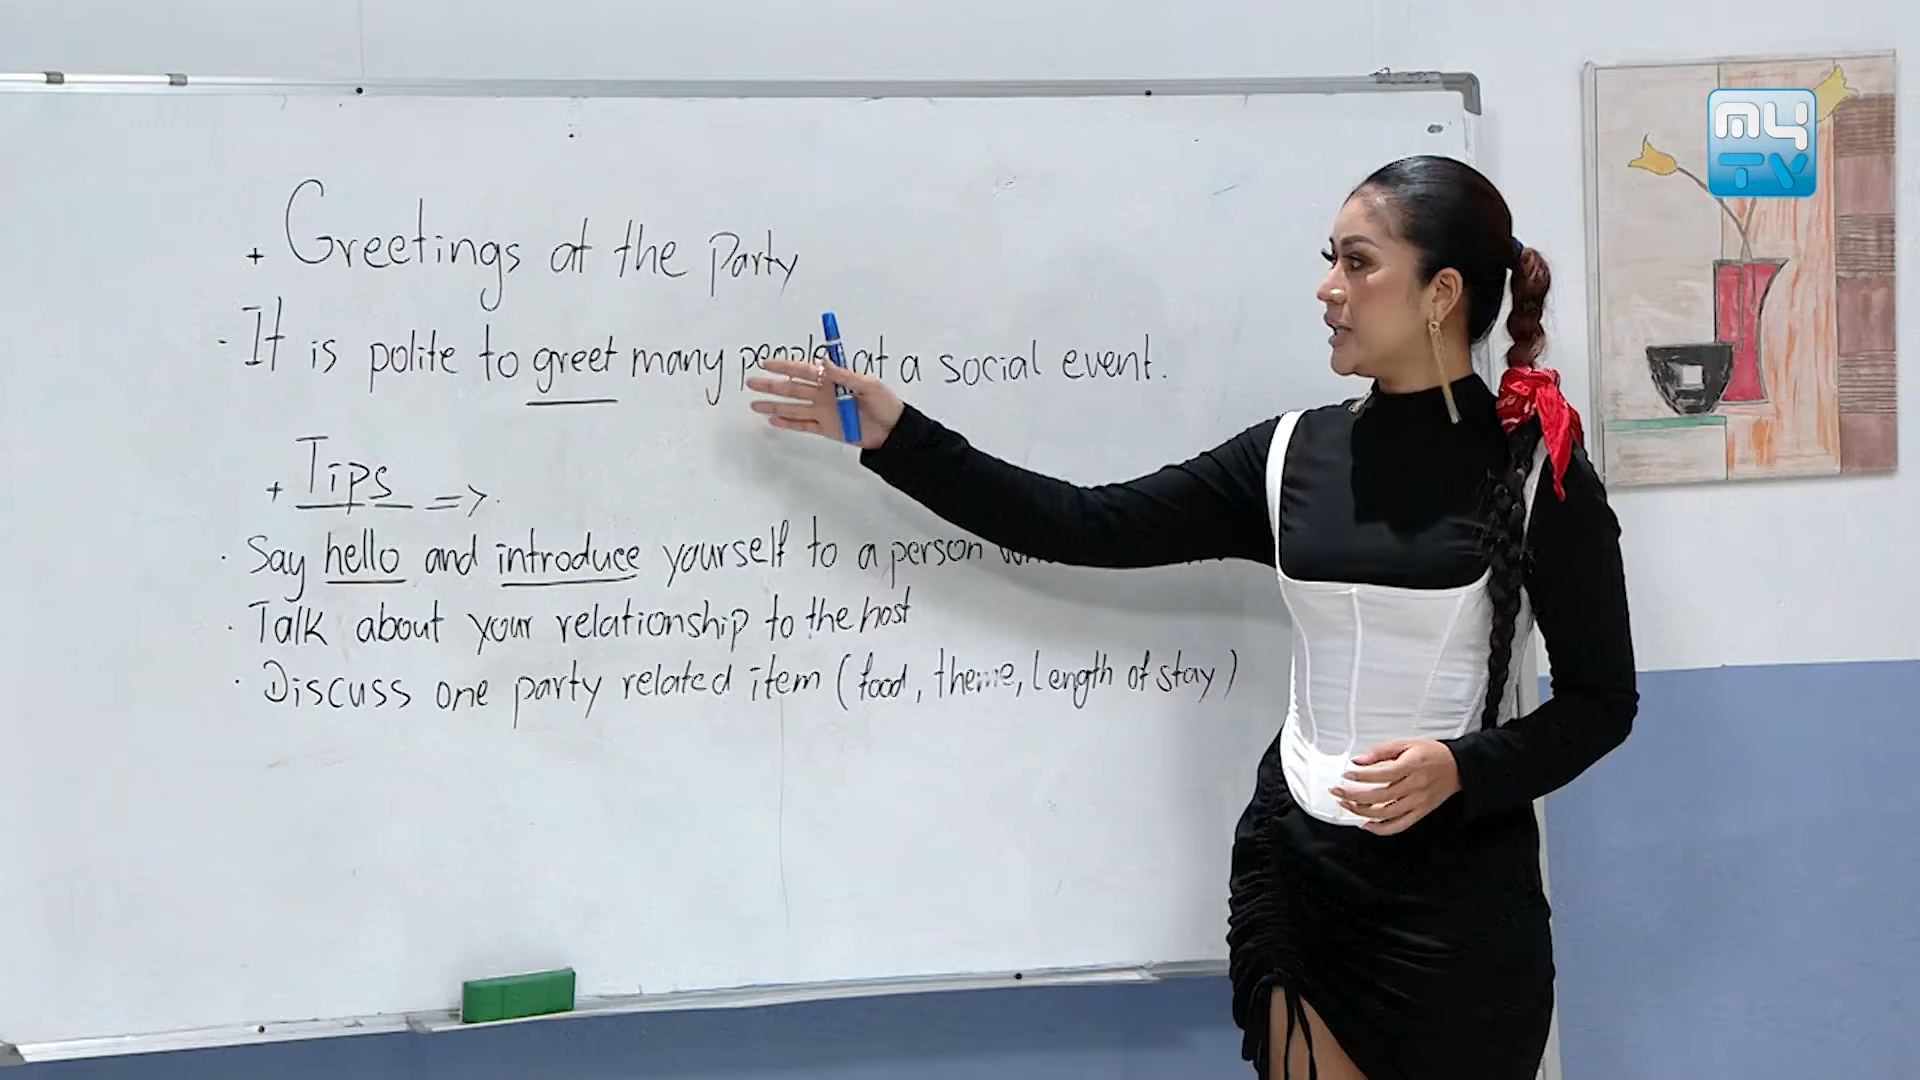 + Greetings at the Party
· It is polite to greet many people at a social event.
+ Tips =>
· Say hello and introduce yourself to a person
· Talk about your relationship to the host
· Discuss one party related item (food, theme, length of stay)
MYTV